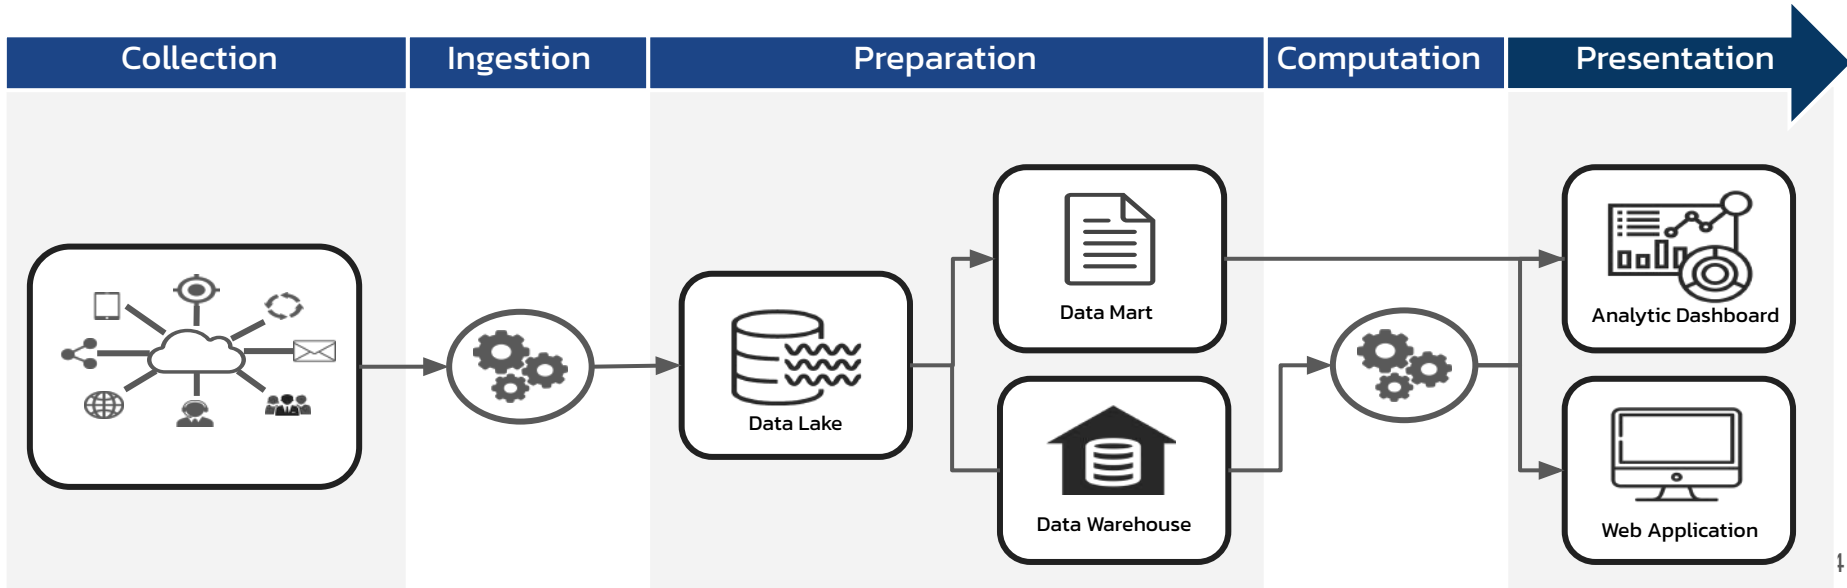 Collection
Ingestion
Preparation
Computation
Presentation
Data Mart
Analytic Dashboard
Data Lake
Data Warehouse
Web Application